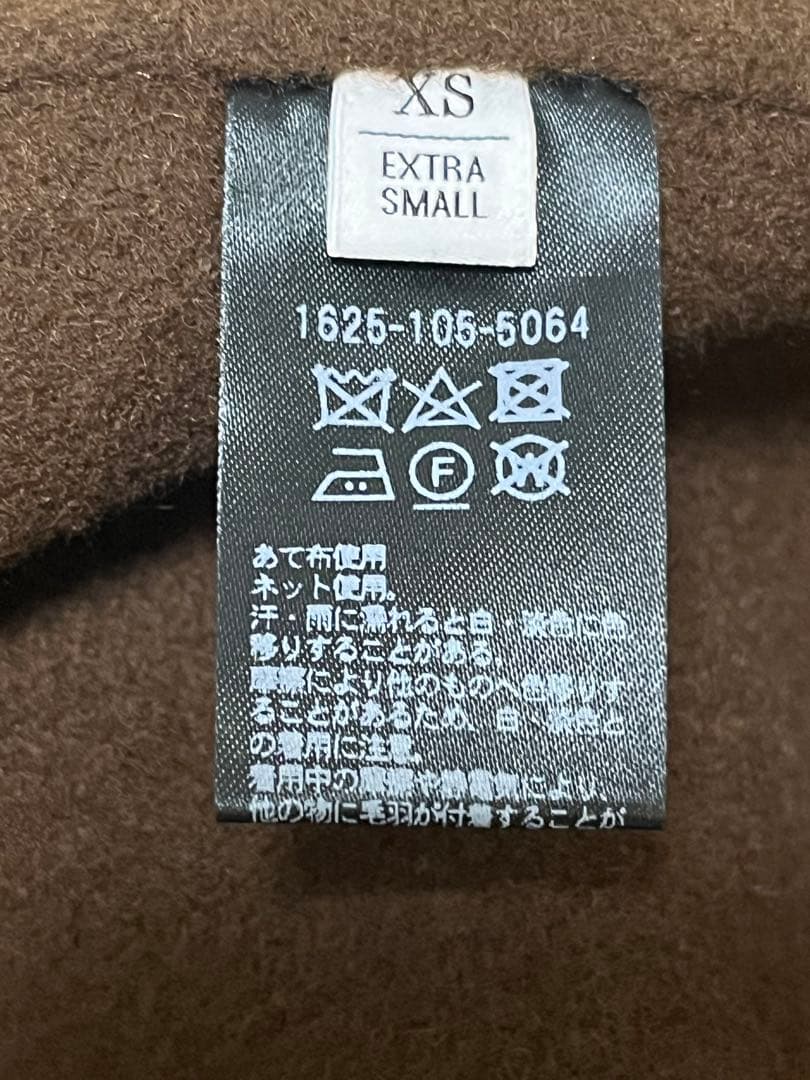 XS
EXTRA
SMALL
1625-105-5064
F
W
あて布使用
ネット使用。
汗・雨に濡れると白・淡色に色
移りすることがある。
摩擦により他のものへ色移りす
ることがあるため、白・淡色と
の着用に注意。
着用中の摩擦や静電気により、
他の物に毛羽が付着することが